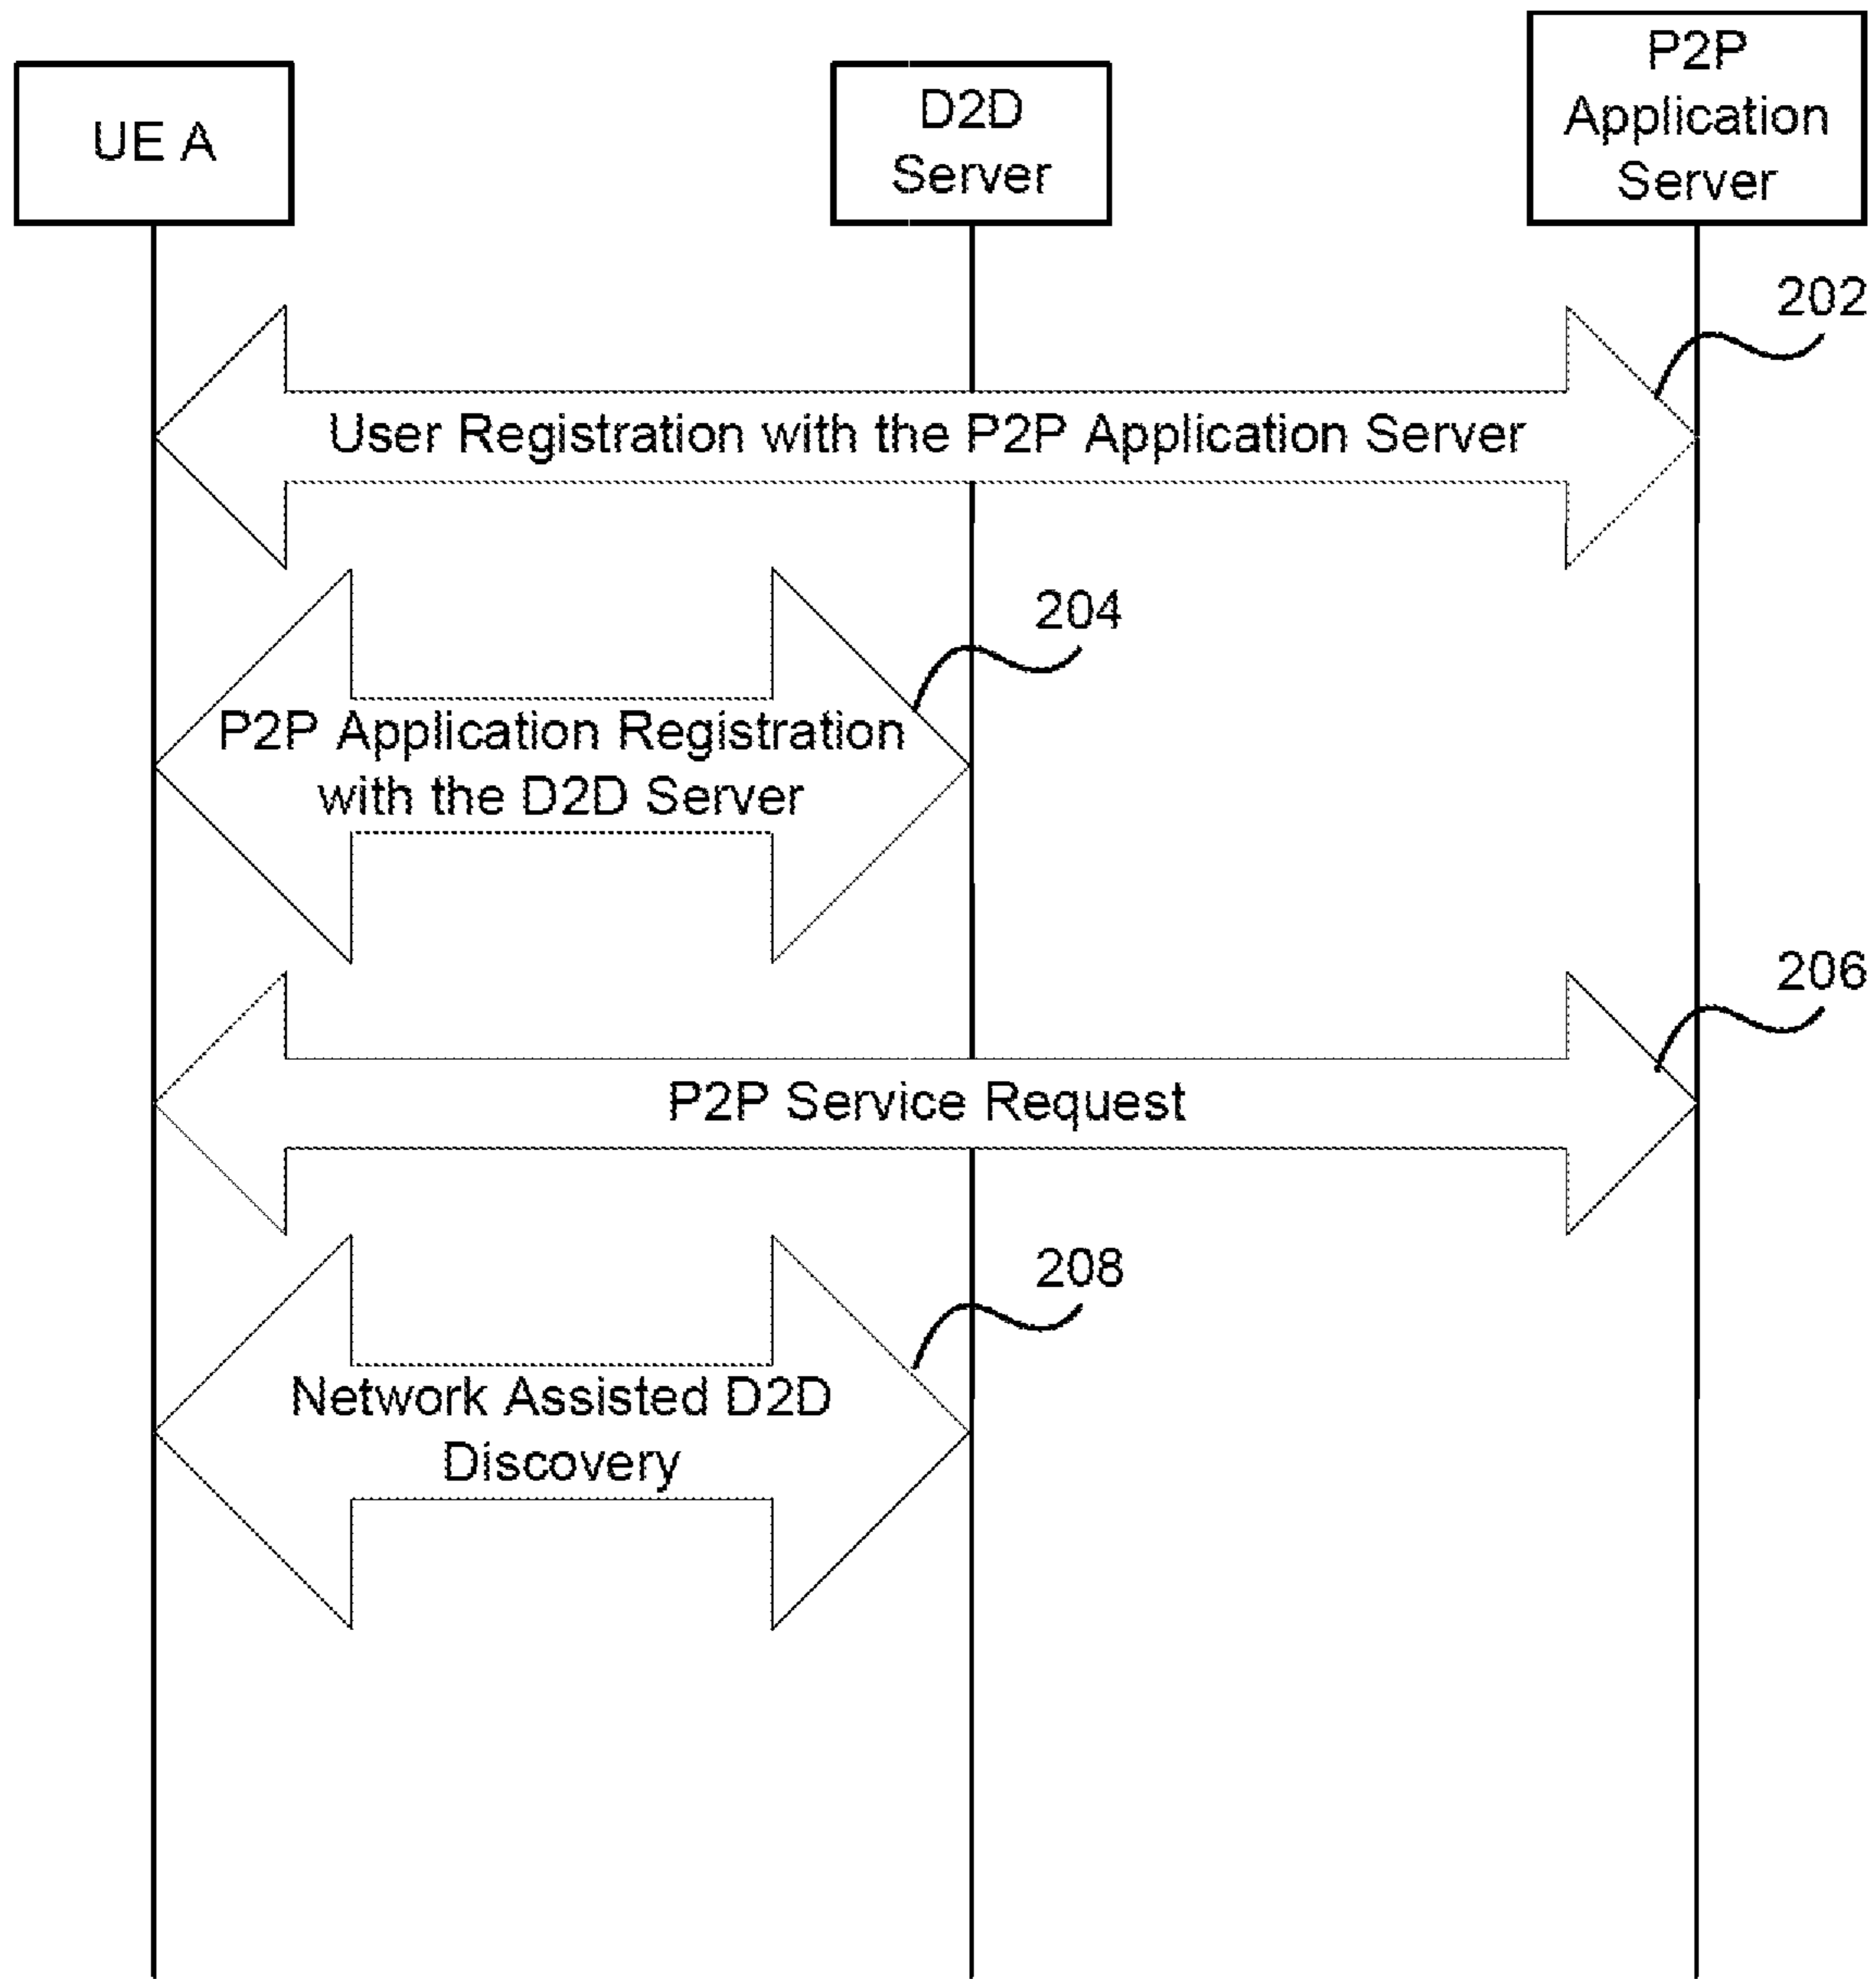 UE A
D2D
Server
P2P
Application
Server
202
User Registration with the P2P Application Server
204
P2P Application Registration
with the D2D Server
206
P2P Service Request
208
Network Assisted D2D
Discovery